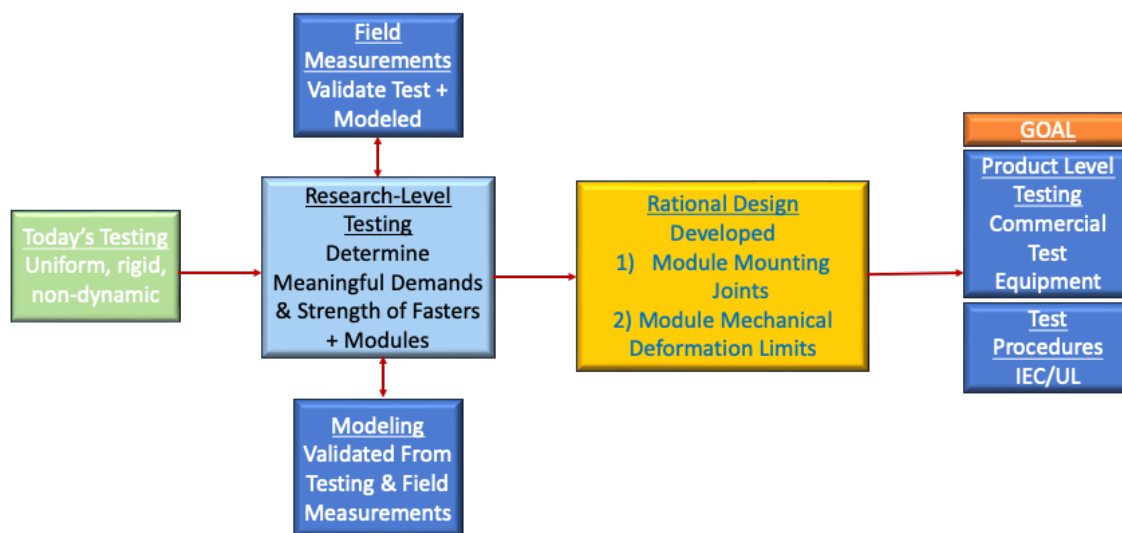 Field
Measurements
Validate Test +
Modeled
GOAL
Product Level
Testing
Commercial
Test
Equipment
Research-Level
Testing
Determine
Meaningful Demands
& Strength of Fasters
+ Modules
Rational Design
Developed
1) Module Mounting
Joints
2) Module Mechanical
Deformation Limits
Today's Testing
Uniform, rigid,
non-dynamic
Test
Procedures
IEC/UL
Modeling
Validated From
Testing & Field
Measurements